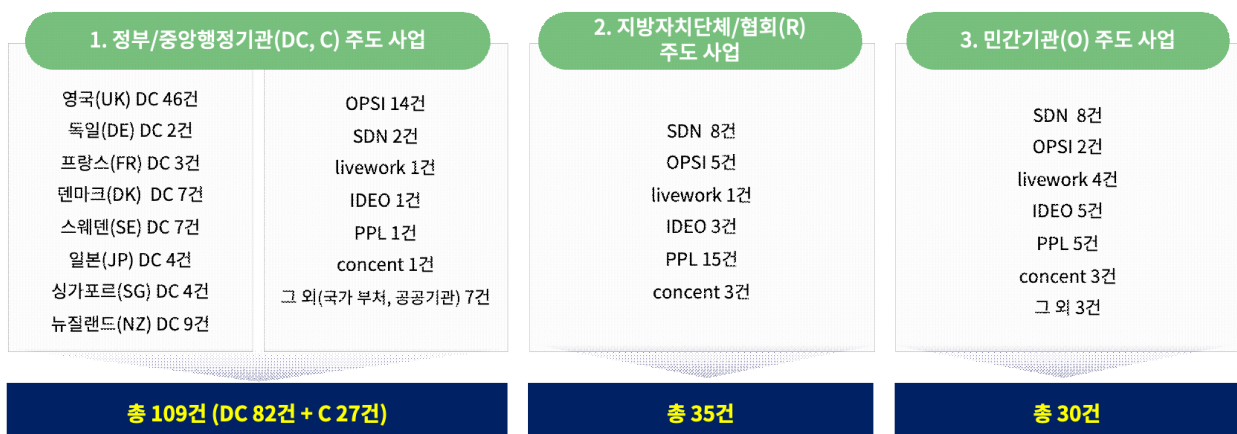 1. 정부/중앙행정기관(DC, C) 주도 사업
영국(UK) DC 46건
독일(DE) DC 2건
프랑스(FR) DC 3건
덴마크(DK) DC 7건
스웨덴(SE) DC 7건
일본(JP) DC 4건
싱가포르(SG) DC 4건
뉴질랜드(NZ) DC 9건
OPSI 14건
SDN 2건
livework 1건
IDEO 1건
PPL 1건
concent 1건
그 외(국가 부처, 공공기관) 7건
총 109건 (DC 82건 + C 27건)
2. 지방자치단체/협회(R)
주도 사업
SDN 8건
OPSI 5건
livework 1건
IDEO 3건
PPL 15건
concent 3건
총 35건
3. 민간기관(O) 주도 사업
SDN 8건
OPSI 2건
livework 4건
IDEO 5건
PPL 5건
concent 3건
그 외 3건
총 30건